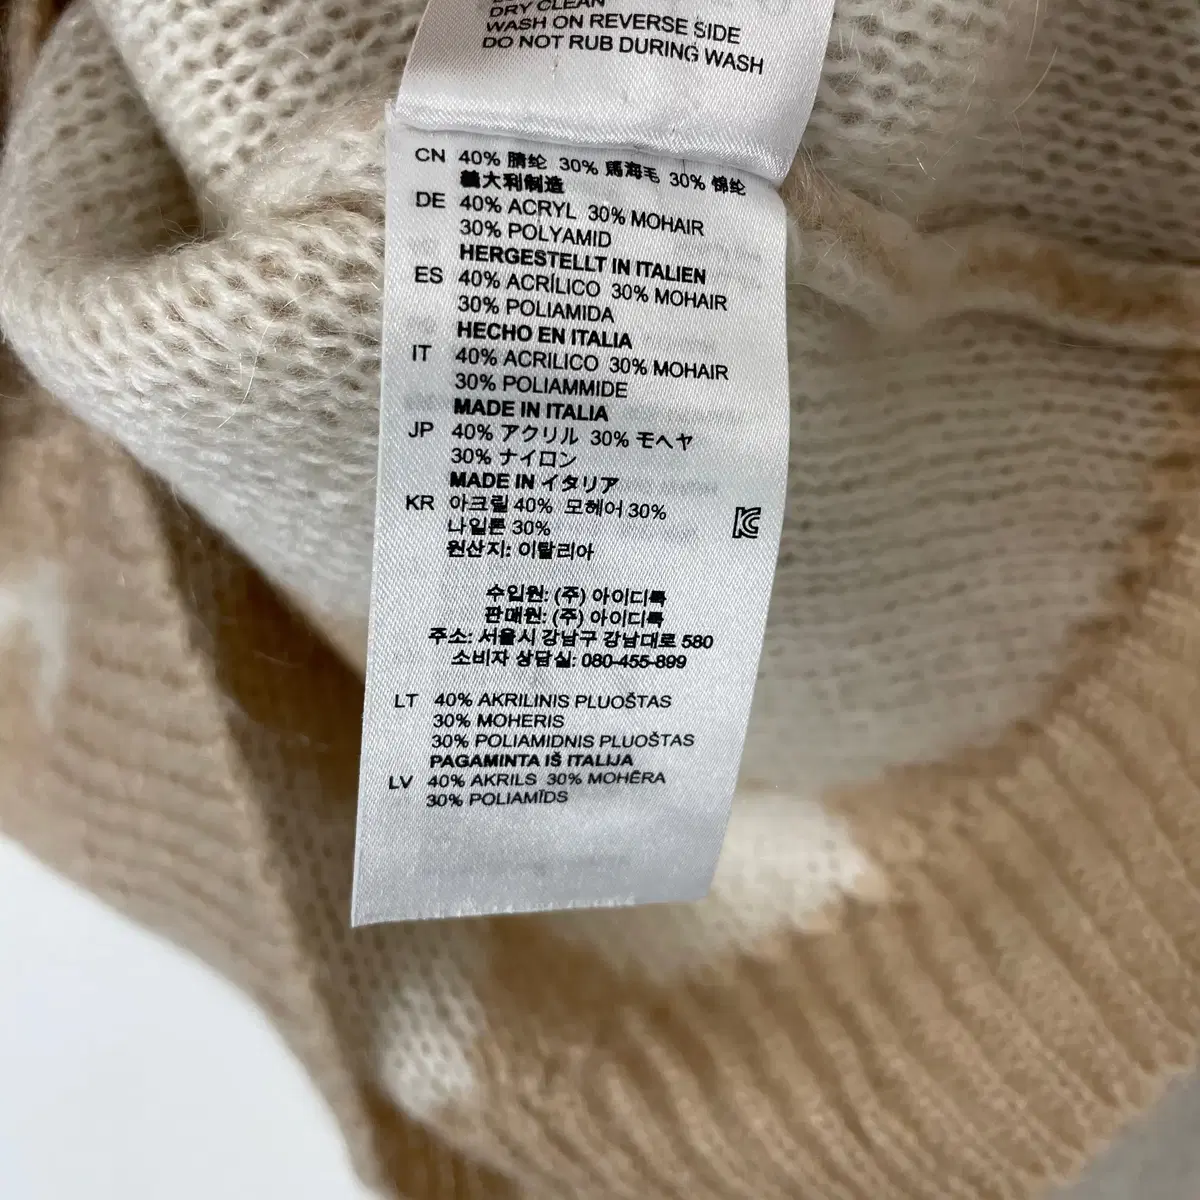 DRY CLEAN
WASH ON REVERSE SIDE
DO NOT RUB DURING WASH
CN 40% 腈纶 30% 馬海毛 30% 锦纶
義大利制造
DE 40% ACRYL 30% MOHAIR
30% POLYAMID
HERGESTELLT IN ITALIEN
ES 40% ACRÍLICO 30% MOHAIR
30% POLIAMIDA
HECHO EN ITALIA
IT 40% ACRILICO 30% MOHAIR
30% POLIAMMIDE
MADE IN ITALIA
JP 40% アクリル 30% モヘヤ
30% ナイロン
MADE IN イタリア
KR 아크릴 40% 모헤어 30%
나일론 30%
원산지: 이탈리아
수입원: (주) 아이디룩
판매원: (주) 아이디룩
주소: 서울시 강남구 강남대로 580
소비자 상담실: 080-455-899
LT 40% AKRILINIS PLUOŠTAS
30% MOHERIS
30% POLIAMIDNIS PLUOŠTAS
PAGAMINTA IŠ ITALIJA
LV 40% AKRILS 30% MOHĒRA
30% POLIAMĪDS